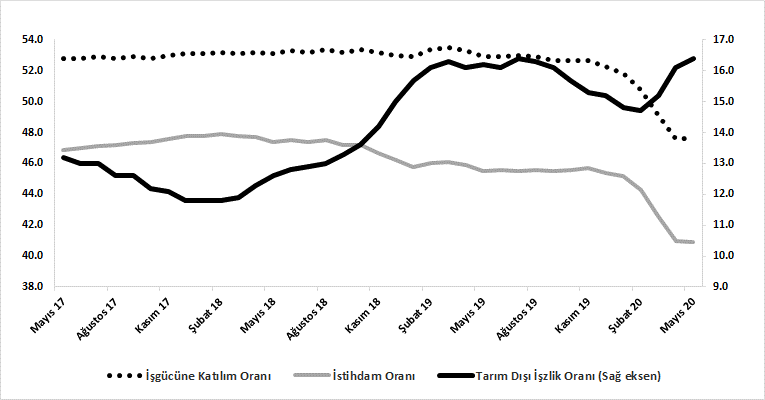 54.0
52.0
50.0
48.0
46.0
44.0
42.0
40.0
38.0
17.0
16.0
15.0
14.0
13.0
12.0
11.0
10.0
9.0
Mayıs 17
Ağustos 17
Kasım 17
Şubat 18
Mayıs 18
Ağustos 18
Kasım 18
Şubat 19
Mayıs 19
Ağustos 19
Kasım 19
Şubat 20
Mayıs 20
İşgücüne Katılım Oranı İstihdam Oranı Tarım Dışı İşzlik Oranı (Sağ eksen)